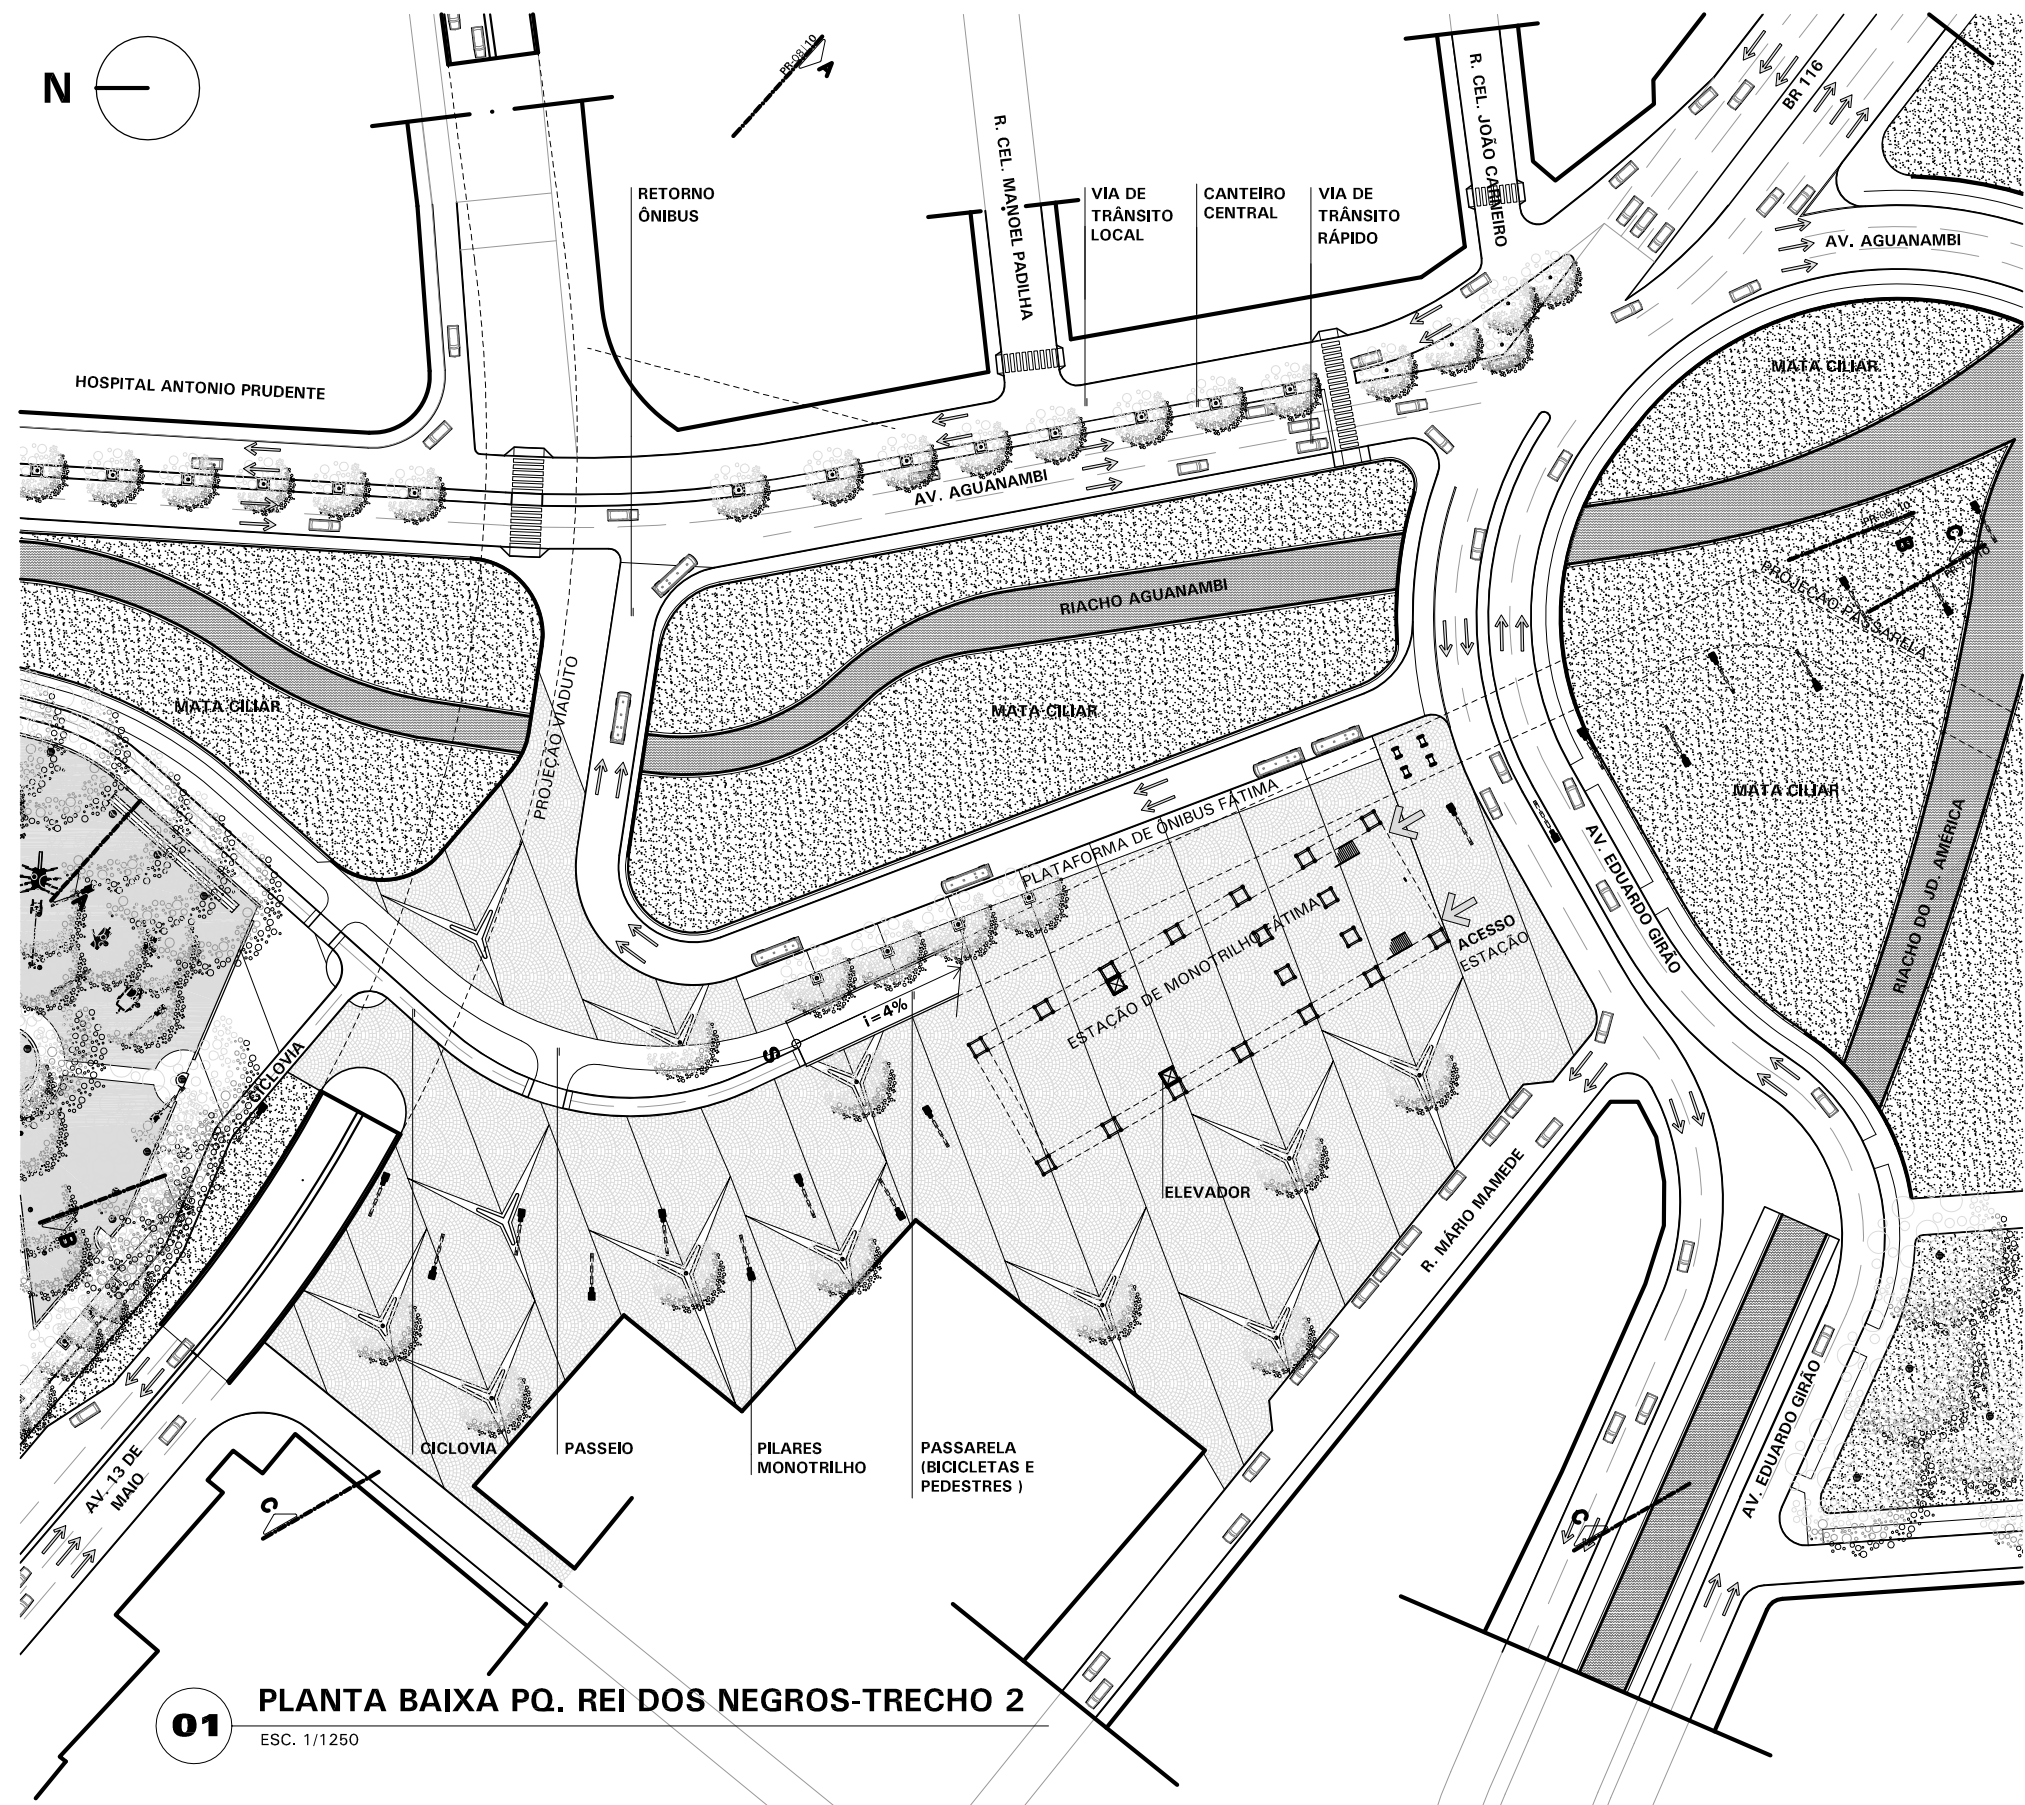 N
PR-08/10
A
R. CEL. MANOEL PADILHA
R. CEL. JOÃO CARNEIRO
BR 116
RETORNO
ÔNIBUS
VIA DE
TRÂNSITO
LOCAL
CANTEIRO
CENTRAL
VIA DE
TRÂNSITO
RÁPIDO
AV. AGUANAMBI
HOSPITAL ANTONIO PRUDENTE
MATA CILIAR
AV. AGUANAMBI
B
C
PROJEÇÃO PASSARELA
RIACHO AGUANAMBI
MATA CILIAR
MATA CILIAR
PROJEÇÃO VIADUTO
MATA CILIAR
PLATAFORMA DE ÔNIBUS FÁTIMA
AV. EDUARDO GIRÃO
RIACHO DO JD. AMÉRICA
A
ESTAÇÃO DE MONOTRILHO FÁTIMA
ACESSO
ESTAÇÃO
i=4%
S
CICLOVIA
ELEVADOR
R. MÁRIO MAMEDE
B
CICLOVIA
PASSEIO
PILARES
MONOTRILHO
PASSARELA
(BICICLETAS E
PEDESTRES )
AV. 13 DE
MAIO
C
C
AV. EDUARDO GIRÃO
01
PLANTA BAIXA PQ. REI DOS NEGROS-TRECHO 2
ESC. 1/1250